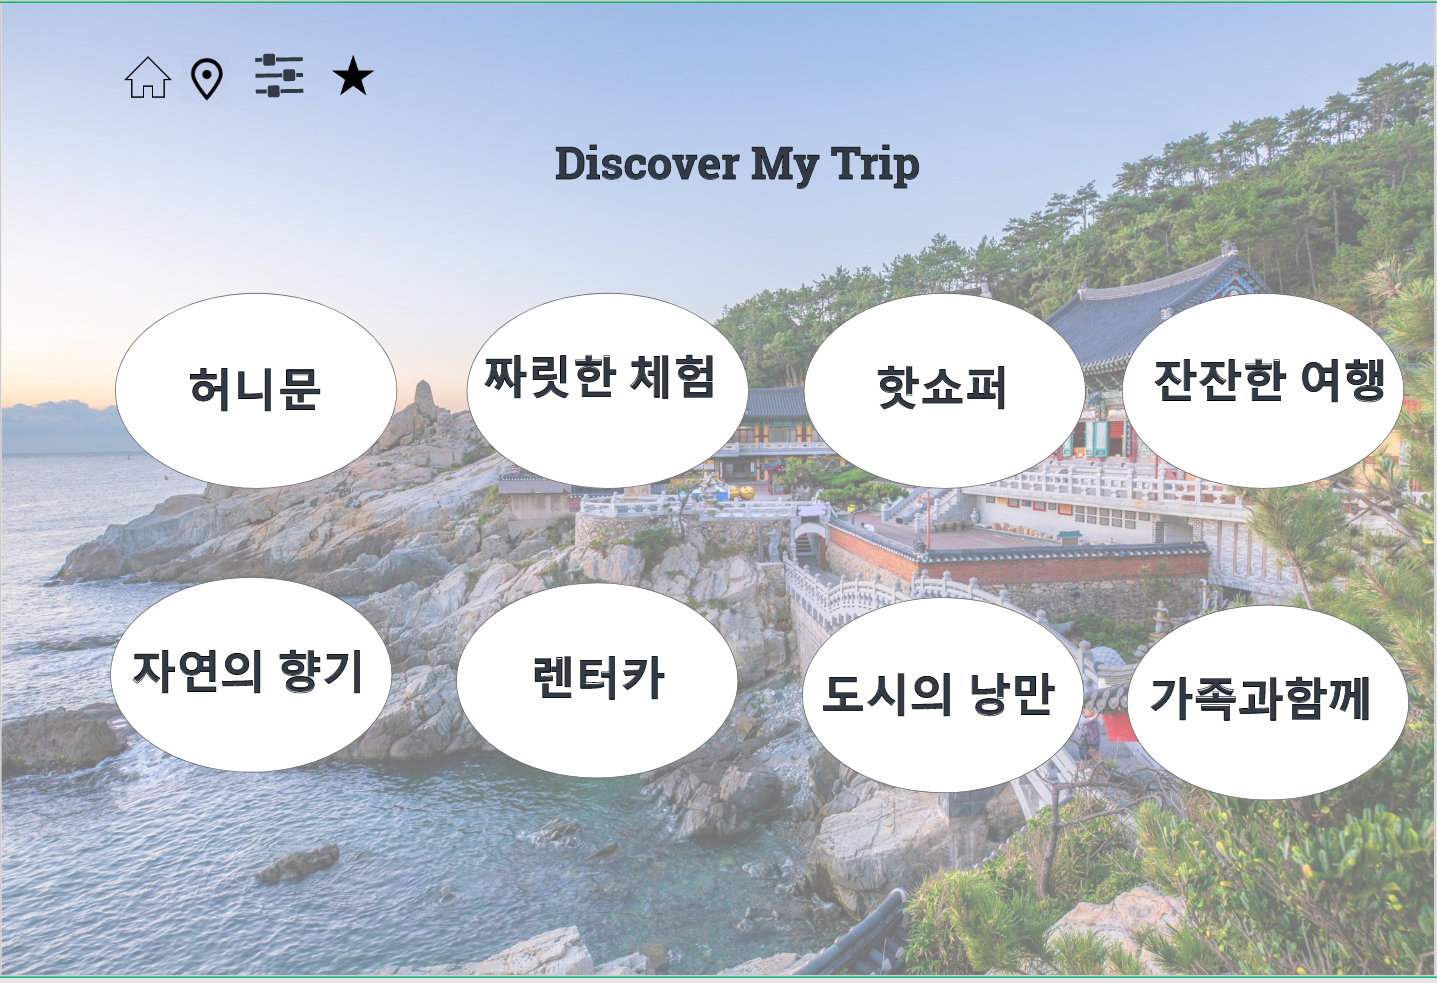 Discover My Trip
허니문
짜릿한 체험
핫쇼퍼
잔잔한 여행
자연의 향기
렌터카
도시의 낭만
가족과함께